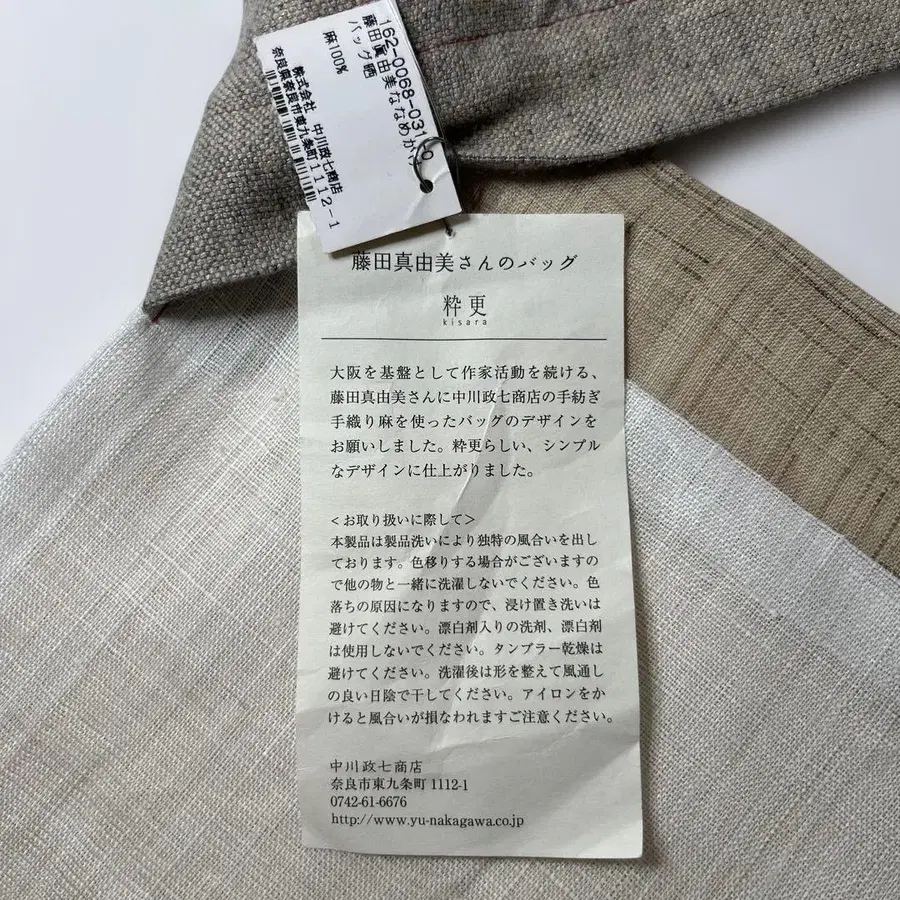 162-0068-031
藤田眞由美ななめがけ
バッグ晒
麻100%
株式会社 中川政七商店
奈良県奈良市東九条町1112-1
藤田真由美さんのバッグ
粋更
kisara
大阪を基盤として作家活動を続ける、
藤田真由美さんに中川政七商店の手紡ぎ
手織り麻を使ったバッグのデザインを
お願いしました。粋更らしい、シンプル
なデザインに仕上がりました。
<お取り扱いに際して>
本製品は製品洗いにより独特の風合いを出し
ております。色移りする場合がございますの
で他の物と一緒に洗濯しないでください。色
落ちの原因になりますので、浸け置き洗いは
避けてください。漂白剤入りの洗剤、漂白剤
は使用しないでください。タンブラー乾燥は
避けてください。洗濯後は形を整えて風通し
の良い日陰で干してください。アイロンをか
けると風合いが損なわれますご注意ください。
中川政七商店
奈良市東九条町 1112-1
0742-61-6676
http://www.yu-nakagawa.co.jp